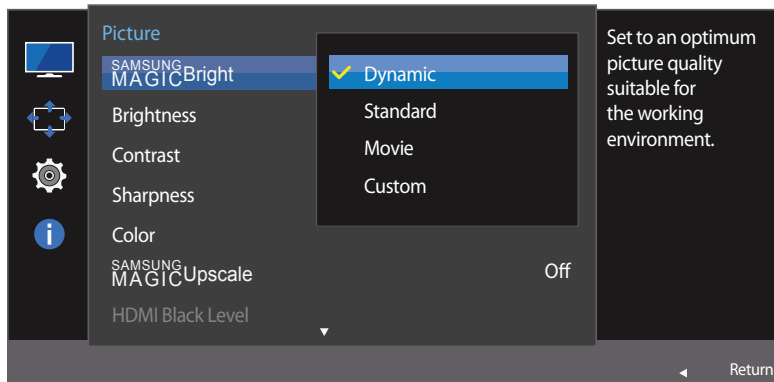 Picture
SAMSUNG
MAGICBright
Brightness
Contrast
Sharpness
Color
SAMSUNG
MAGICUpscale Off
HDMI Black Level
Dynamic
Standard
Movie
Custom
Set to an optimum
picture quality
suitable for
the working
environment.
Return